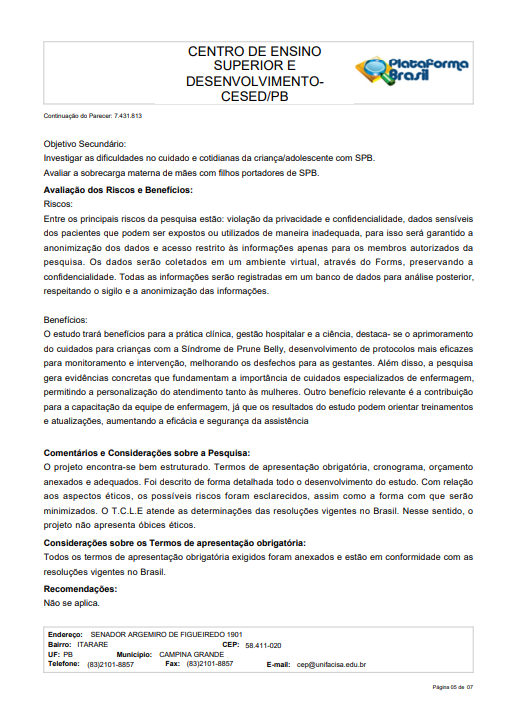 CENTRO DE ENSINO
SUPERIOR E
DESENVOLVIMENTO-
CESED/PB
Plataforma
Brasil
Continuação do Parecer: 7.431.813
Objetivo Secundário:
Investigar as dificuldades no cuidado e cotidianas da criança/adolescente com SPB.
Avaliar a sobrecarga materna de mães com filhos portadores de SPB.
Avaliação dos Riscos e Benefícios:
Riscos:
Entre os principais riscos da pesquisa estão: violação da privacidade e confidencialidade, dados sensíveis
dos pacientes que podem ser expostos ou utilizados de maneira inadequada, para isso será garantido a
anonimização dos dados e acesso restrito às informações apenas para os membros autorizados da
pesquisa. Os dados serão coletados em um ambiente virtual, através do Forms, preservando a
confidencialidade. Todas as informações serão registradas em um banco de dados para análise posterior,
respeitando o sigilo e a anonimização das informações.
Benefícios:
O estudo trará benefícios para a prática clínica, gestão hospitalar e a ciência, destaca- se o aprimoramento
do cuidados para crianças com a Síndrome de Prune Belly, desenvolvimento de protocolos mais eficazes
para monitoramento e intervenção, melhorando os desfechos para as gestantes. Além disso, a pesquisa
gera evidências concretas que fundamentam a importância de cuidados especializados de enfermagem,
permitindo a personalização do atendimento tanto às mulheres. Outro benefício relevante é a contribuição
para a capacitação da equipe de enfermagem, já que os resultados do estudo podem orientar treinamentos
e atualizações, aumentando a eficácia e segurança da assistência
Comentários e Considerações sobre a Pesquisa:
O projeto encontra-se bem estruturado. Termos de apresentação obrigatória, cronograma, orçamento
anexados e adequados. Foi descrito de forma detalhada todo o desenvolvimento do estudo. Com relação
aos aspectos éticos, os possíveis riscos foram esclarecidos, assim como a forma com que serão
minimizados. O T.C.L.E atende as determinações das resoluções vigentes no Brasil. Nesse sentido, o
projeto não apresenta óbices éticos.
Considerações sobre os Termos de apresentação obrigatória:
Todos os termos de apresentação obrigatória exigidos foram anexados e estão em conformidade com as
resoluções vigentes no Brasil.
Recomendações:
Não se aplica.
Endereço: SENADOR ARGEMIRO DE FIGUEIREDO 1901
Bairro: ITARARE CEP: 58.411-020
UF: PB Município: CAMPINA GRANDE
Telefone: (83)2101-8857 Fax: (83)2101-8857 E-mail: cep@unifacisa.edu.br
Página 05 de 07